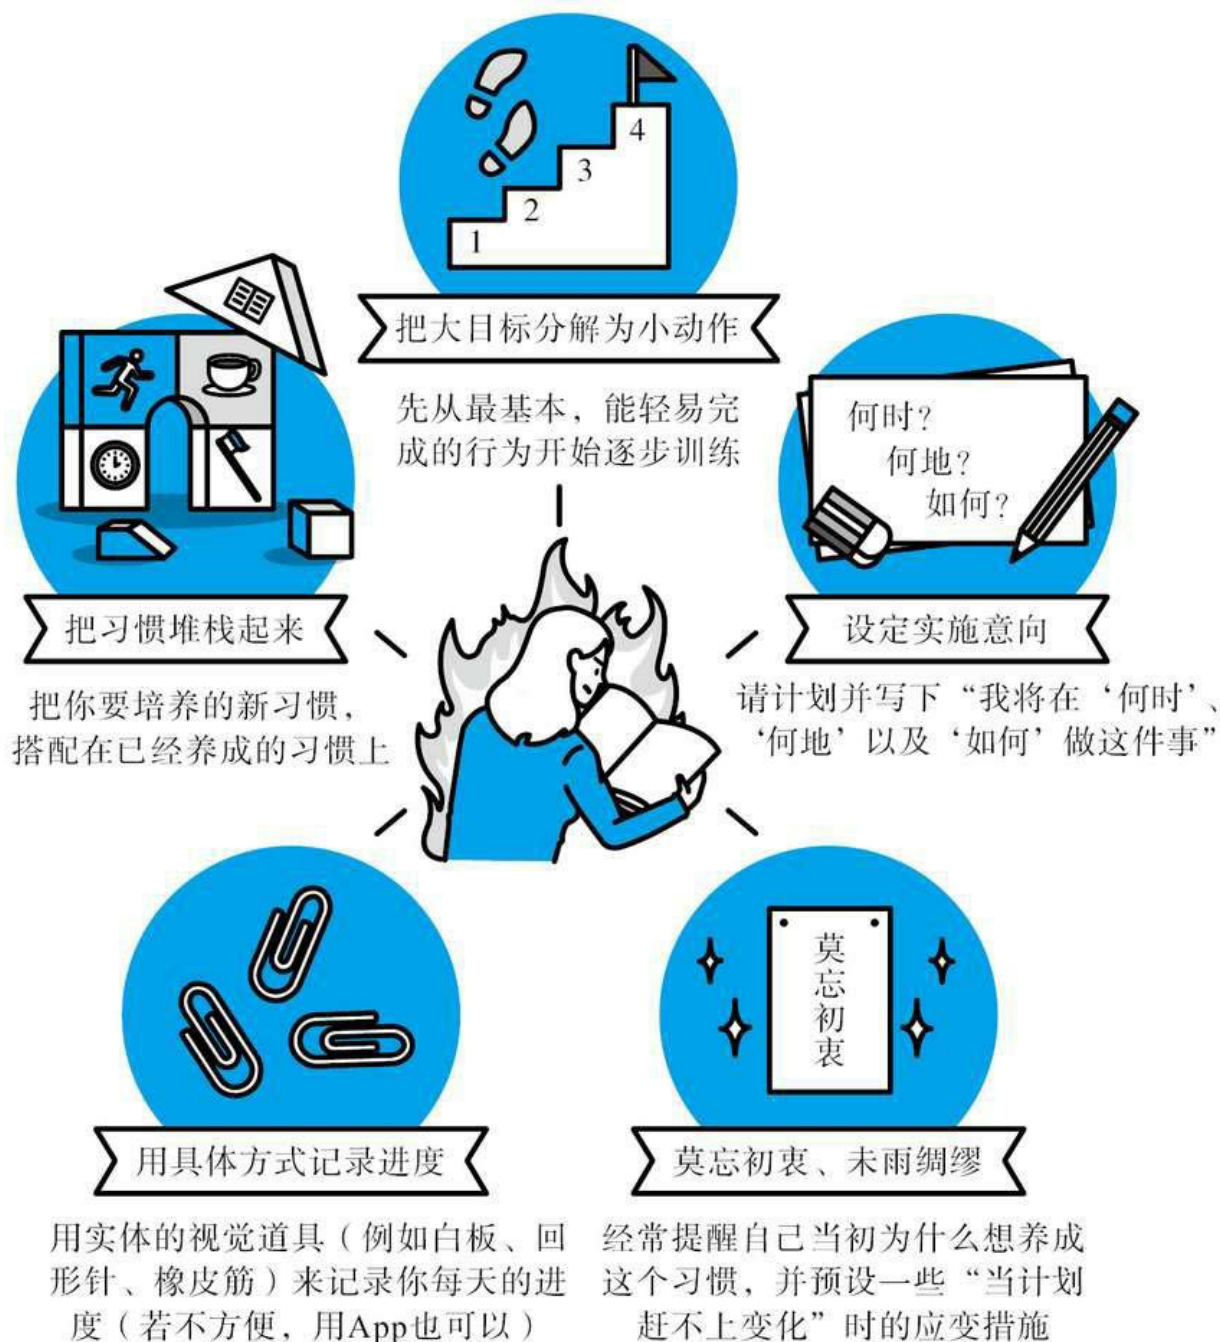 1
2
3
4
把大目标分解为小动作
先从最基本，能轻易完
成的行为开始逐步训练
把习惯堆栈起来
把你要培养的新习惯，
搭配在已经养成的习惯上
何时？
何地？
如何？
设定实施意向
请计划并写下“我将在‘何时’、
‘何地’以及‘如何’做这件事”
用具体方式记录进度
用实体的视觉道具（例如白板、回
形针、橡皮筋）来记录你每天的进
度（若不方便，用App也可以）
莫忘初衷
莫忘初衷、未雨绸缪
经常提醒自己当初为什么想养成
这个习惯，并预设一些“当计划
赶不上变化”时的应变措施